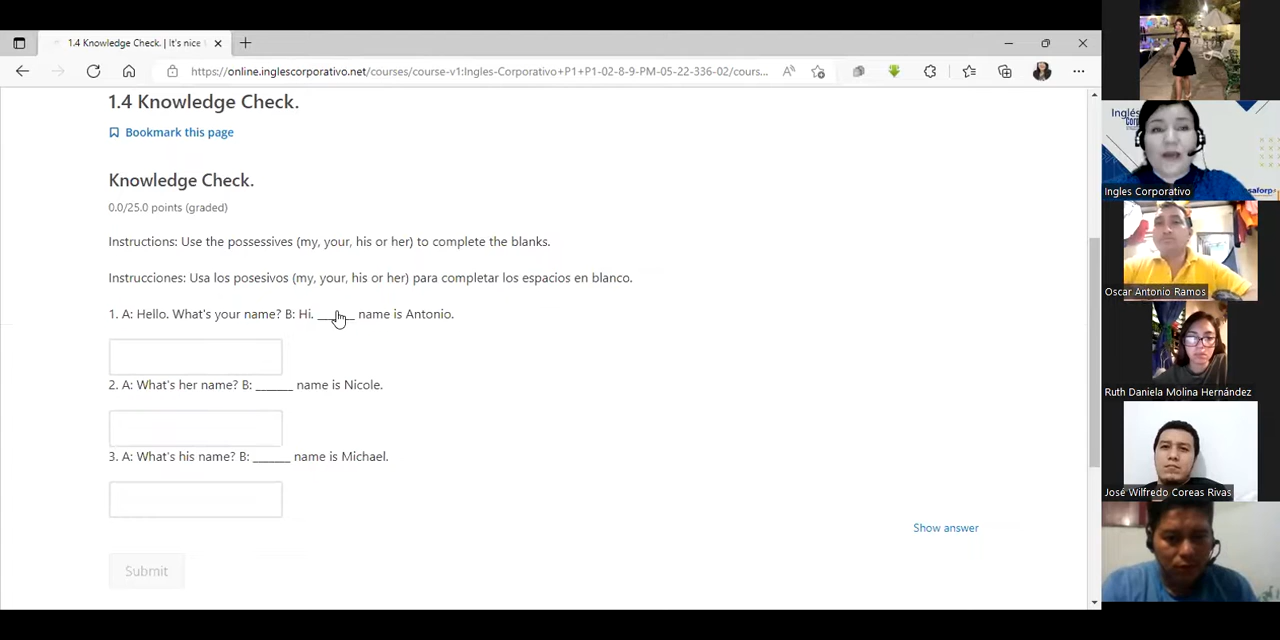 1.4 Knowledge Check. | It's nice
https://online.inglescorporativo.net/courses/course-v1:Ingles-Corporativo+P1+P1-02-8-9-PM-05-22-336-02/cours...
1.4 Knowledge Check.
Bookmark this page
Knowledge Check.
0.0/25.0 points (graded)
Instructions: Use the possessives (my, your, his or her) to complete the blanks.
Instrucciones: Usa los posesivos (my, your, his or her) para completar los espacios en blanco.
1. A: Hello. What's your name? B: Hi. ______ name is Antonio.
2. A: What's her name? B: ______ name is Nicole.
3. A: What's his name? B: ______ name is Michael.
Show answer
Submit
Inglés
Ingles Corporativo
Oscar Antonio Ramos
Ruth Daniela Molina Hernández
José Wilfredo Coreas Rivas